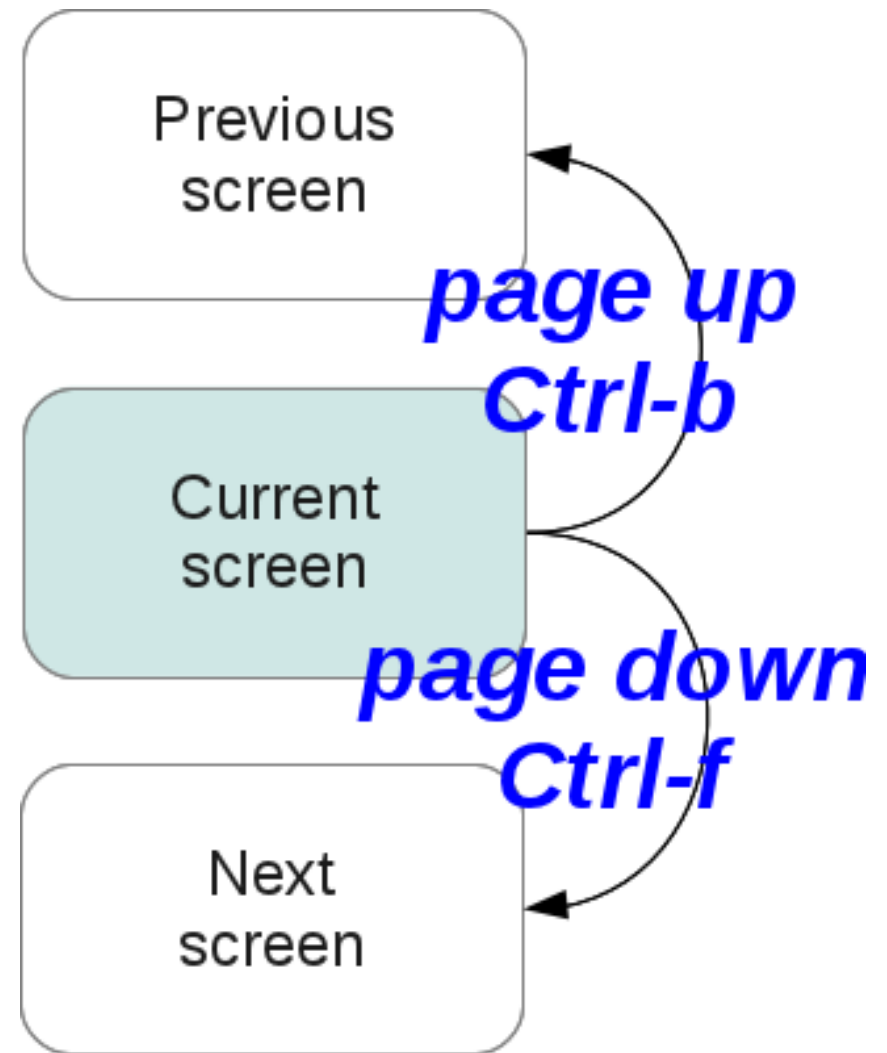 Previous
screen
page up
Ctrl-b
Current
screen
page down
Ctrl-f
Next
screen